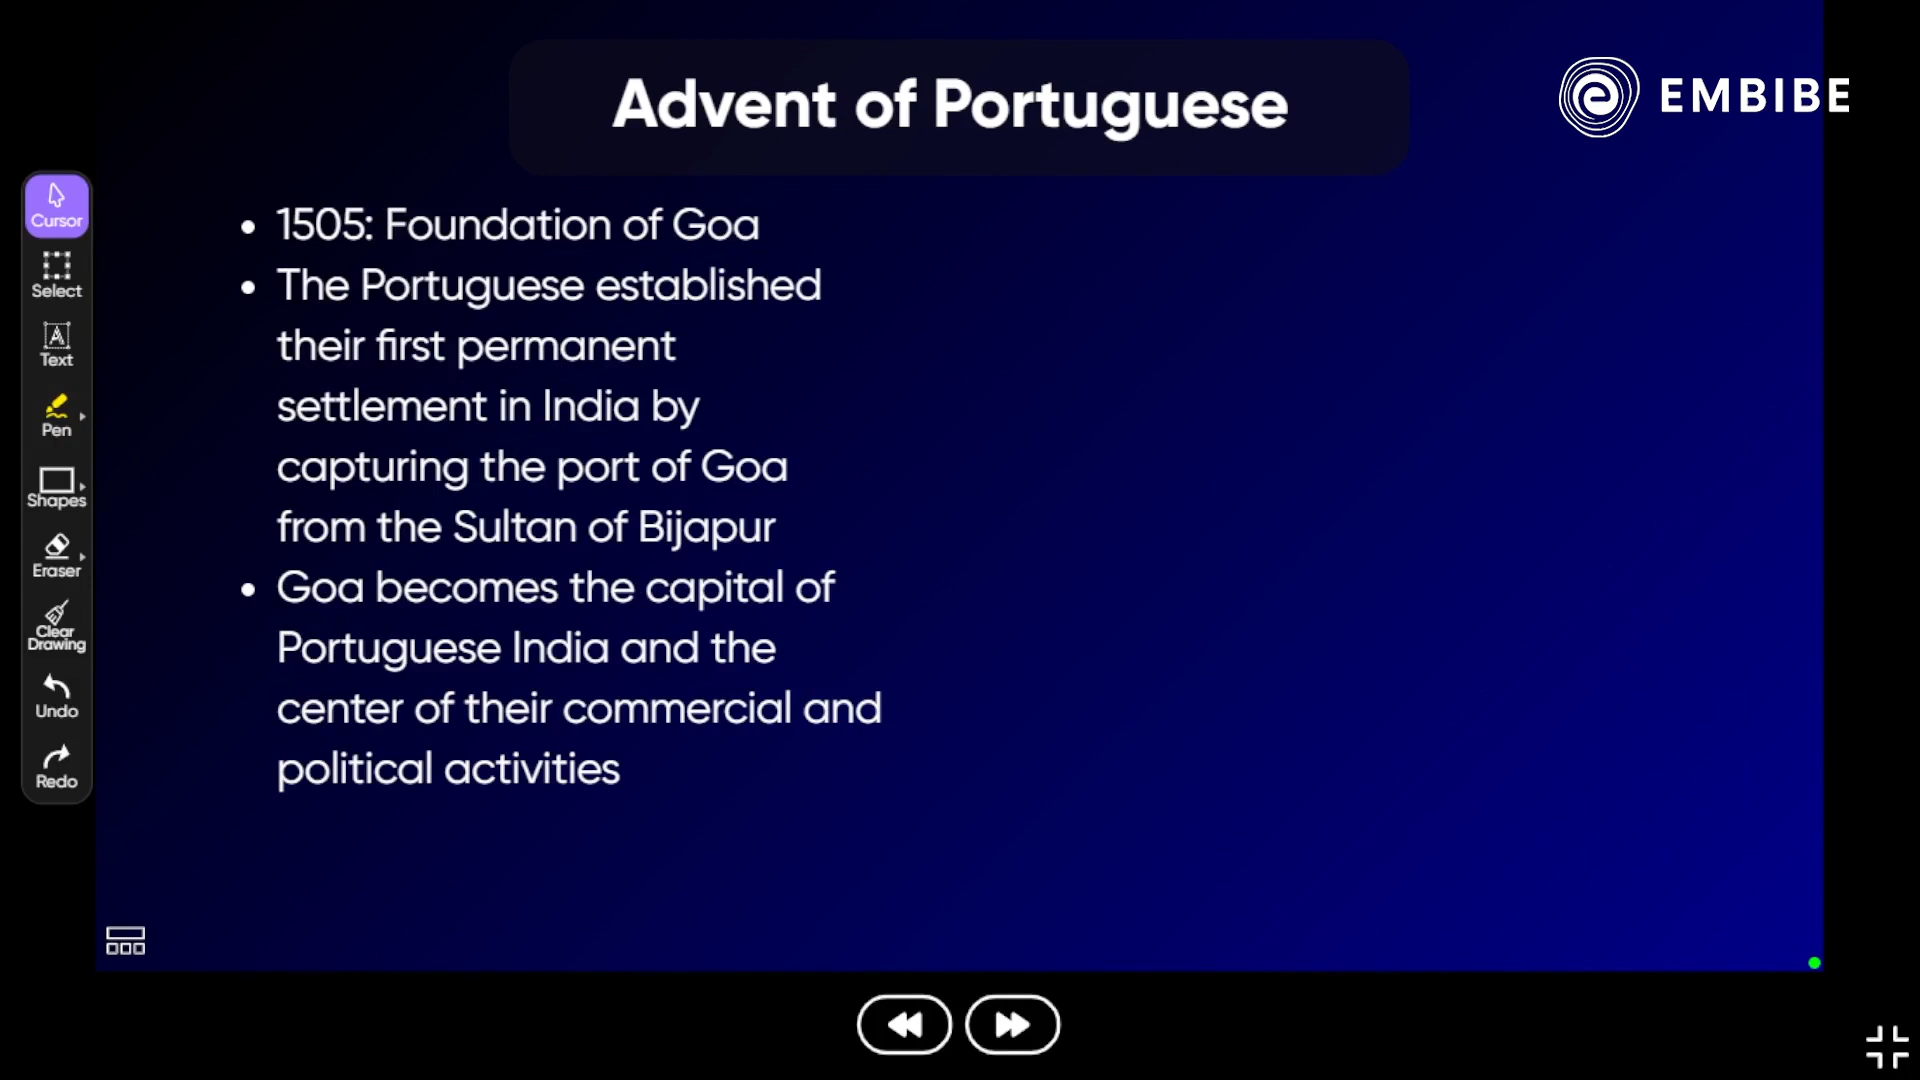 Advent of Portuguese
EMBIBE
Cursor
Select
Text
Pen
Shapes
Eraser
Clear
Drawing
Undo
Redo
• 1505: Foundation of Goa
• The Portuguese established
their first permanent
settlement in India by
capturing the port of Goa
from the Sultan of Bijapur
• Goa becomes the capital of
Portuguese India and the
center of their commercial and
political activities